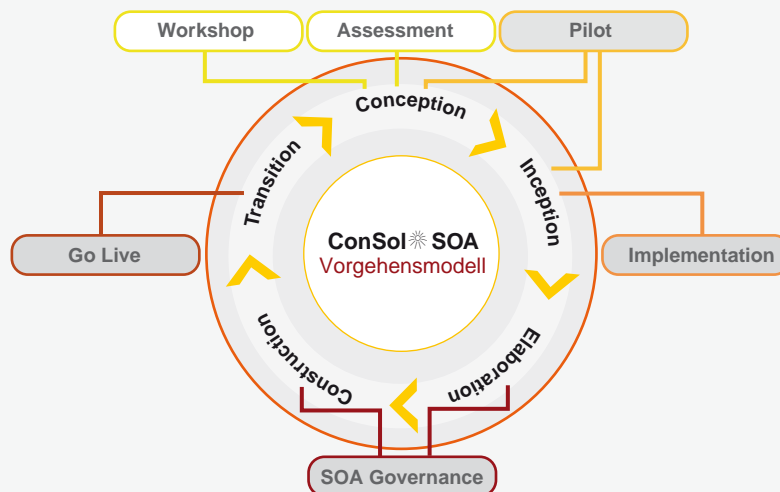 Workshop
Assessment
Pilot
Conception
Transition
Inception
ConSol SOA
Vorgehensmodell
Go Live
Implementation
Construction
Elaboration
SOA Governance